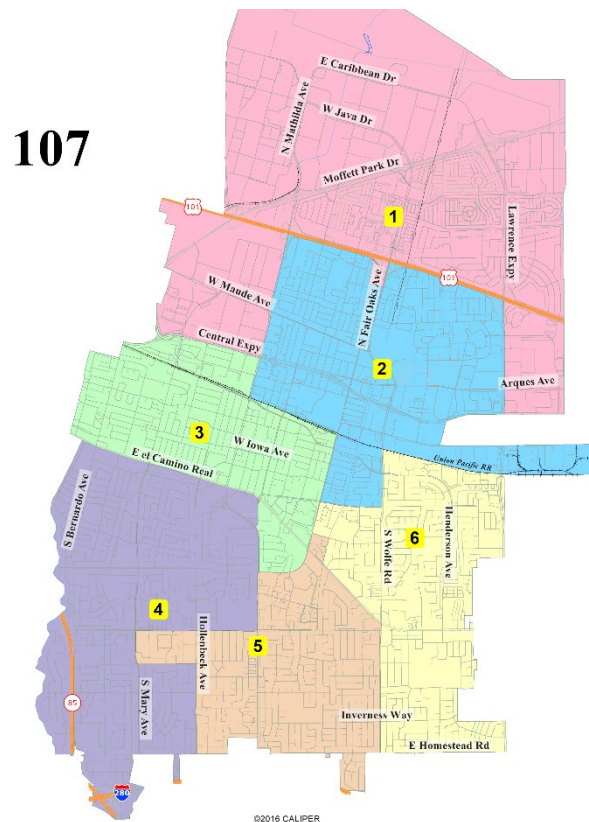 E Caribbean Dr
N Mathilda Ave
W Java Dr
107
Moffett Park Dr
101
1
Lawrence Expy
W Maude Ave
N Fair Oaks Ave
101
Central Expy
2
Arques Ave
3
W Iowa Ave
E el Camino Real
Union Pacific RR
S Bernardo Ave
6
S Wolfe Rd
Henderson Ave
4
Hollenbeck Ave
5
S Mary Ave
85
Inverness Way
E Homestead Rd
280
©2016 CALIPER